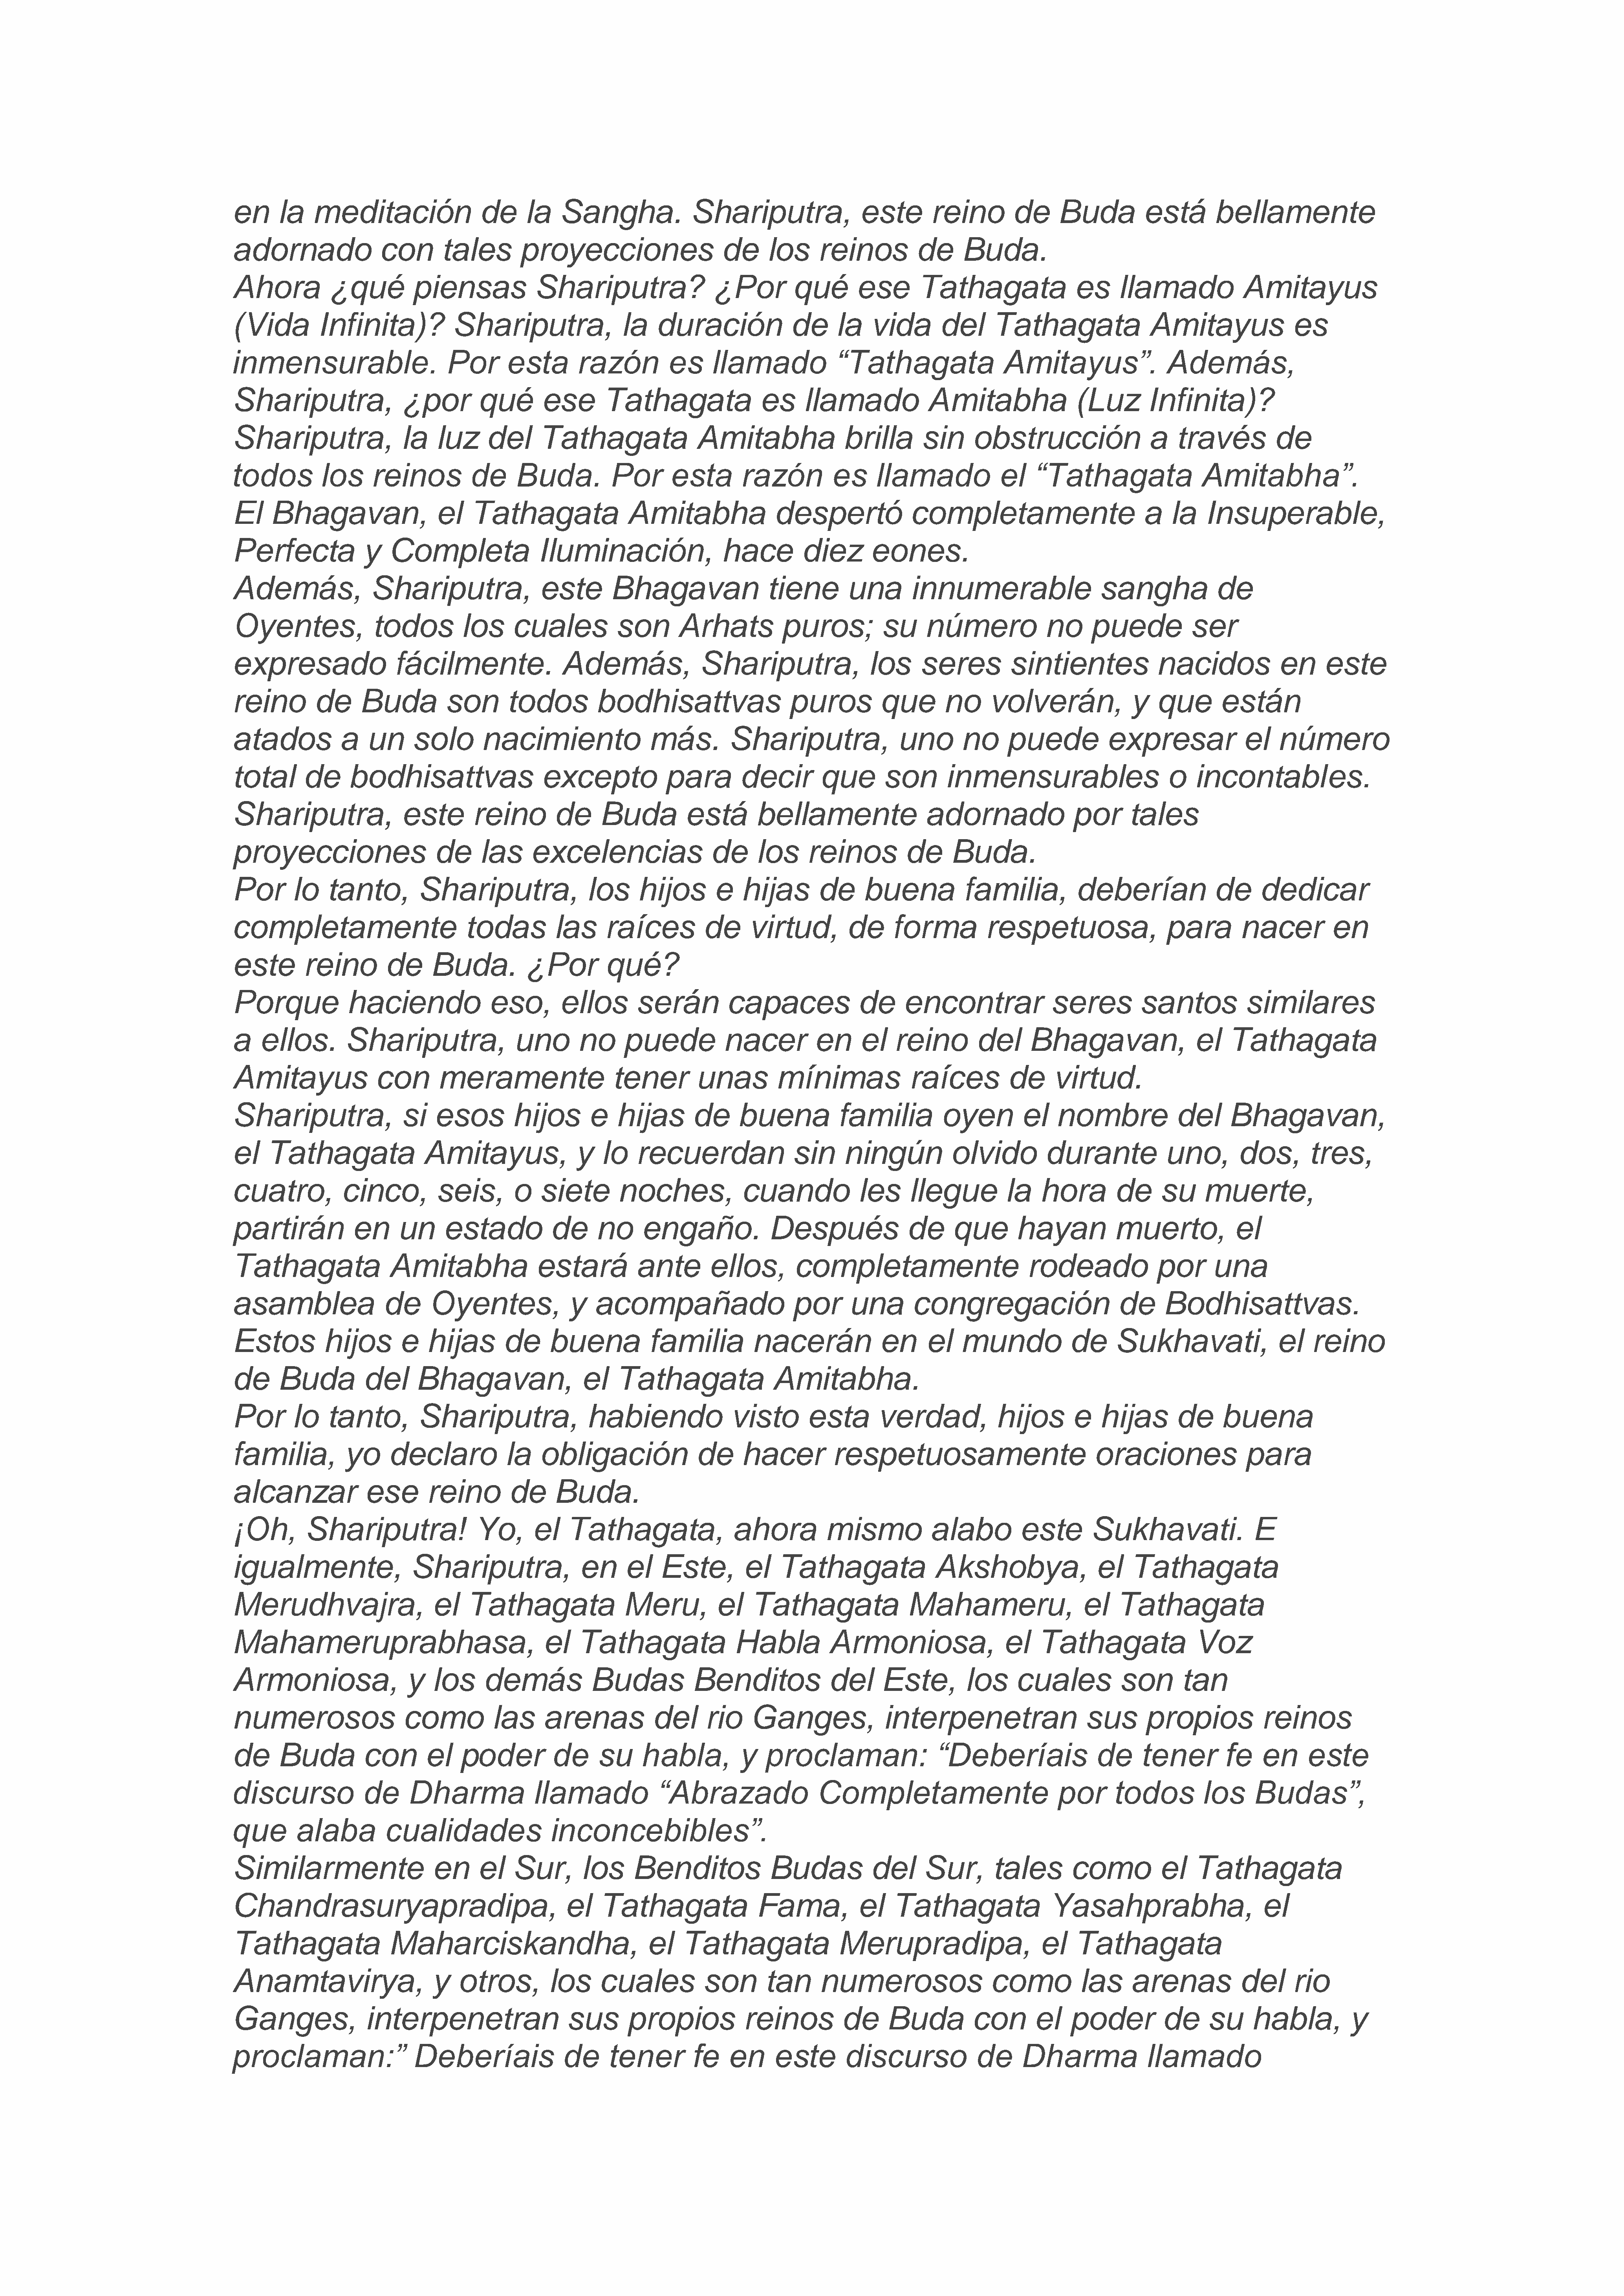 en la meditación de la Sangha. Shariputra, este reino de Buda está bellamente
adornado con tales proyecciones de los reinos de Buda.
Ahora ¿qué piensas Shariputra? ¿Por qué ese Tathagata es llamado Amitayus
(Vida Infinita)? Shariputra, la duración de la vida del Tathagata Amitayus es
inmensurable. Por esta razón es llamado “Tathagata Amitayus”. Además,
Shariputra, ¿por qué ese Tathagata es llamado Amitabha (Luz Infinita)?
Shariputra, la luz del Tathagata Amitabha brilla sin obstrucción a través de
todos los reinos de Buda. Por esta razón es llamado el “Tathagata Amitabha”.
El Bhagavan, el Tathagata Amitabha despertó completamente a la Insuperable,
Perfecta y Completa Iluminación, hace diez eones.
Además, Shariputra, este Bhagavan tiene una innumerable sangha de
Oyentes, todos los cuales son Arhats puros; su número no puede ser
expresado fácilmente. Además, Shariputra, los seres sintientes nacidos en este
reino de Buda son todos bodhisattvas puros que no volverán, y que están
atados a un solo nacimiento más. Shariputra, uno no puede expresar el número
total de bodhisattvas excepto para decir que son inmensurables o incontables.
Shariputra, este reino de Buda está bellamente adornado por tales
proyecciones de las excelencias de los reinos de Buda.
Por lo tanto, Shariputra, los hijos e hijas de buena familia, deberían de dedicar
completamente todas las raíces de virtud, de forma respetuosa, para nacer en
este reino de Buda. ¿Por qué?
Porque haciendo eso, ellos serán capaces de encontrar seres santos similares
a ellos. Shariputra, uno no puede nacer en el reino del Bhagavan, el Tathagata
Amitayus con meramente tener unas mínimas raíces de virtud.
Shariputra, si esos hijos e hijas de buena familia oyen el nombre del Bhagavan,
el Tathagata Amitayus, y lo recuerdan sin ningún olvido durante uno, dos, tres,
cuatro, cinco, seis, o siete noches, cuando les llegue la hora de su muerte,
partirán en un estado de no engaño. Después de que hayan muerto, el
Tathagata Amitabha estará ante ellos, completamente rodeado por una
asamblea de Oyentes, y acompañado por una congregación de Bodhisattvas.
Estos hijos e hijas de buena familia nacerán en el mundo de Sukhavati, el reino
de Buda del Bhagavan, el Tathagata Amitabha.
Por lo tanto, Shariputra, habiendo visto esta verdad, hijos e hijas de buena
familia, yo declaro la obligación de hacer respetuosamente oraciones para
alcanzar ese reino de Buda.
¡Oh, Shariputra! Yo, el Tathagata, ahora mismo alabo este Sukhavati. E
igualmente, Shariputra, en el Este, el Tathagata Akshobya, el Tathagata
Merudhvajra, el Tathagata Meru, el Tathagata Mahameru, el Tathagata
Mahameruprabhasa, el Tathagata Habla Armoniosa, el Tathagata Voz
Armoniosa, y los demás Budas Benditos del Este, los cuales son tan
numerosos como las arenas del rio Ganges, interpenetran sus propios reinos
de Buda con el poder de su habla, y proclaman: “Deberíais de tener fe en este
discurso de Dharma llamado “Abrazado Completamente por todos los Budas”,
que alaba cualidades inconcebibles”.
Similarmente en el Sur, los Benditos Budas del Sur, tales como el Tathagata
Chandrasuryapradipa, el Tathagata Fama, el Tathagata Yasahprabha, el
Tathagata Maharciskandha, el Tathagata Merupradipa, el Tathagata
Anamtavirya, y otros, los cuales son tan numerosos como las arenas del rio
Ganges, interpenetran sus propios reinos de Buda con el poder de su habla, y
proclaman:” Deberíais de tener fe en este discurso de Dharma llamado